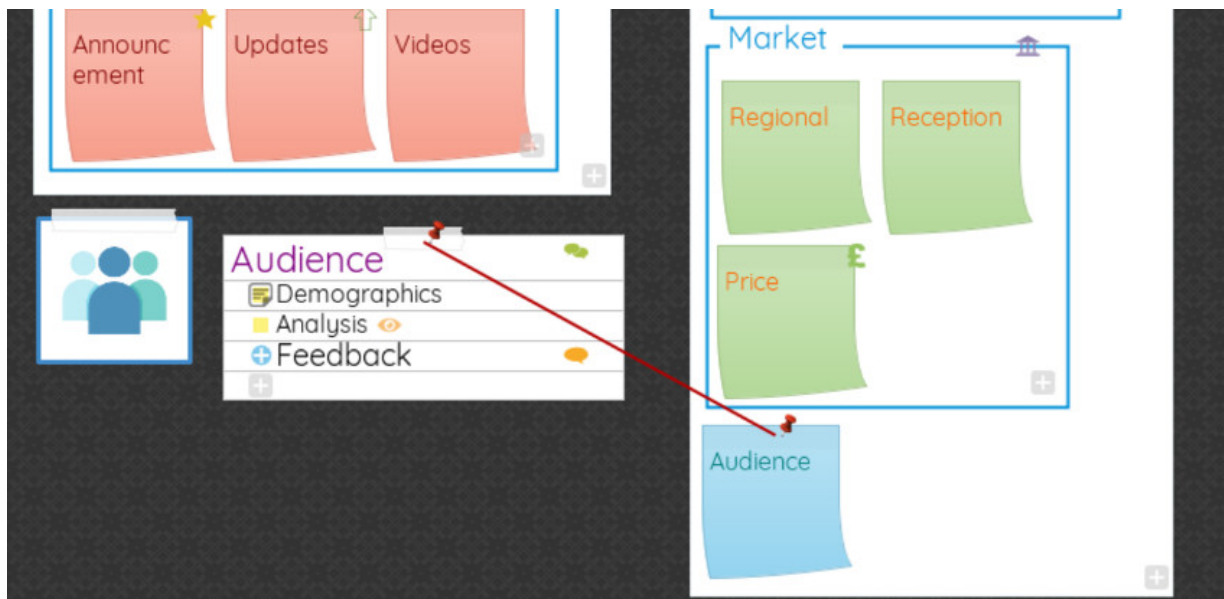 Announc
ement
Updates
Videos
Market
Regional
Reception
Price
£
Audience
Demographics
Analysis
Feedback
Audience